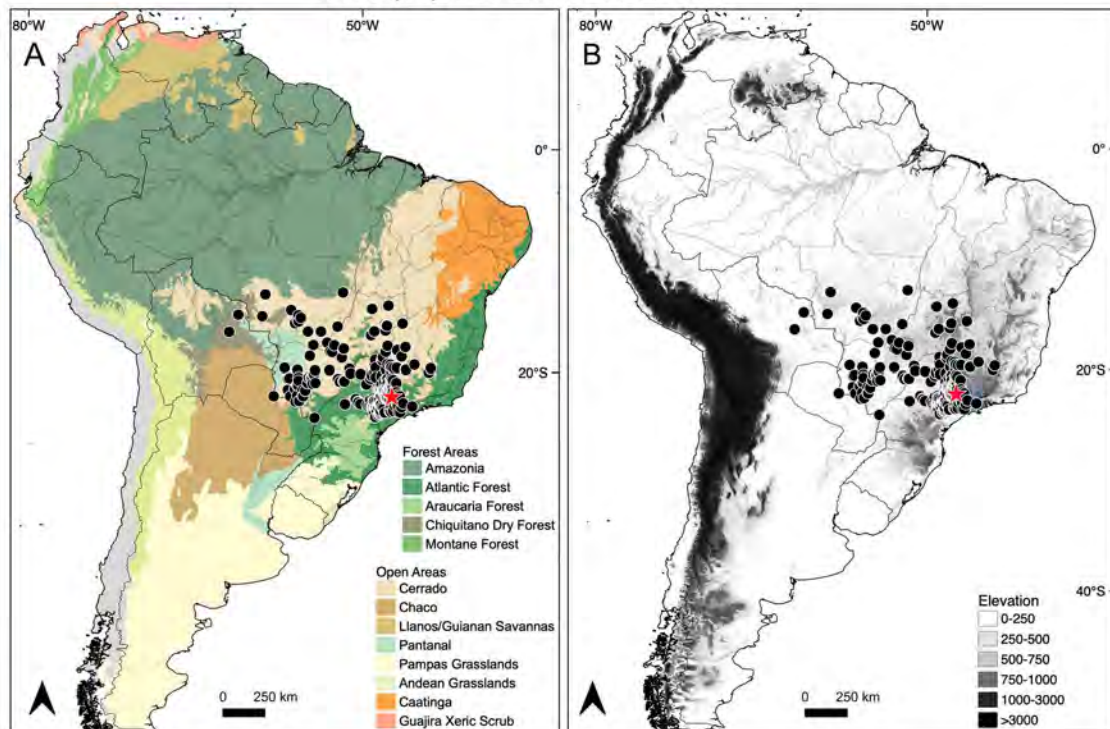 80°W 50°W 50°W
A B
0° 0°
20°S 20°S
Forest Areas
Amazonia
Atlantic Forest
Araucaria Forest
Chiquitano Dry Forest
Montane Forest
Open Areas
Cerrado
Chaco
Llanos/Guianan Savannas
Pantanal
Pampas Grasslands
Andean Grasslands
Caatinga
Guajira Xeric Scrub
0 250 km
40°S
Elevation
0-250
250-500
500-750
750-1000
1000-3000
>3000
0 250 km